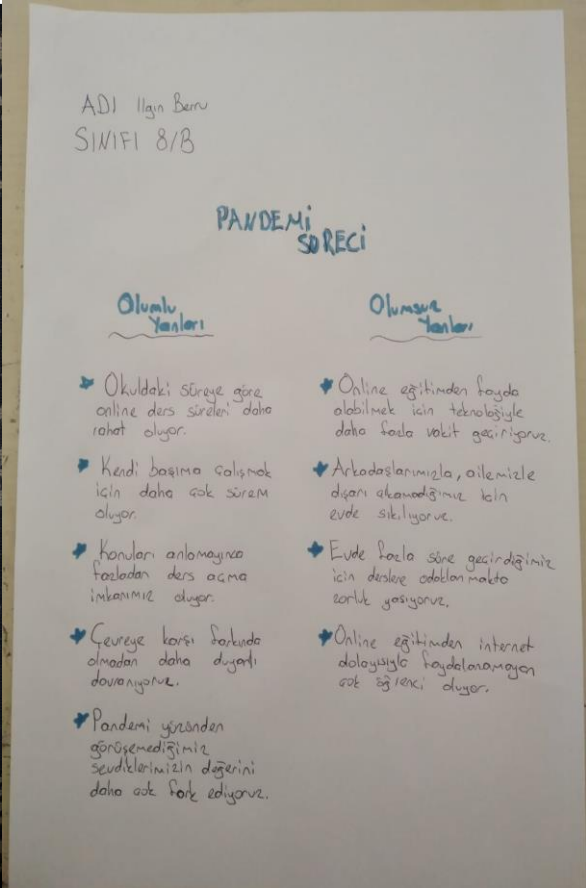 ADI Ilgın Berru
SINIFI 8/B
PANDEMİ
SÜRECİ
Olumlu
Yanları
★ Okuldaki süreye göre
online ders süreleri daha
rahat oluyor.
★ Kendi başıma çalışmak
için daha çok sürem
oluyor.
★ Konuları anlamayınca
fazladan ders açma
imkanımız oluyor.
★ Çevreye karşı farkında
olmadan daha duyarlı
davranıyoruz.
★ Pandemi yüzünden
görüşemediğimiz
sevdiklerimizin değerini
daha çok fark ediyoruz.
Olumsuz
Yanları
★ Online eğitimden fayda
alabilmek için teknolojiyle
daha fazla vakit geçiriyoruz.
★ Arkadaşlarımızla, ailemizle
dışarı çıkamadığımız için
evde sıkılıyoruz.
★ Evde fazla süre geçirdiğimiz
için derslere odaklanmakta
zorluk yaşıyoruz.
★ Online eğitimden internet
dolayısıyla faydalanamayan
çok öğrenci oluyor.